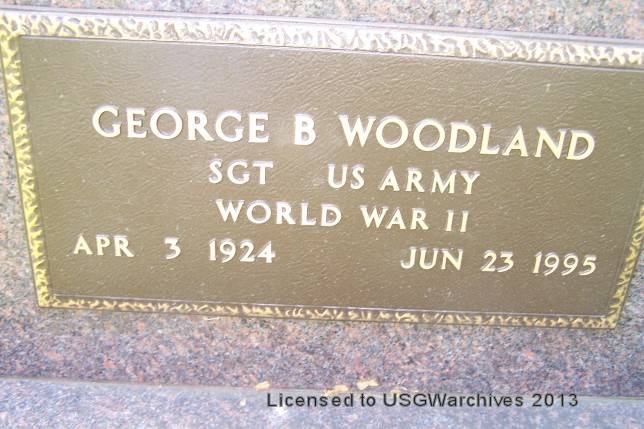 GEORGE B WOODLAND
SGT US ARMY
WORLD WAR II
APR 3 1924 JUN 23 1995
Licensed to USGWarchives 2013